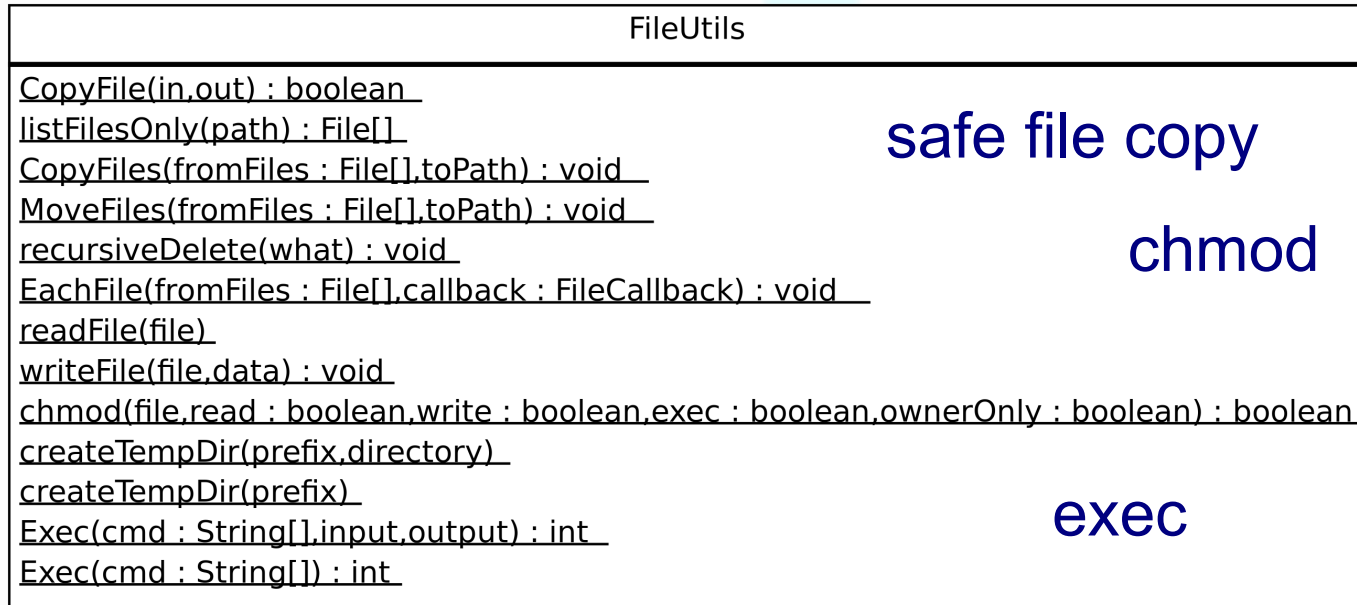 FileUtils
CopyFile(in,out) : boolean
listFilesOnly(path) : File[]
CopyFiles(fromFiles : File[],toPath) : void
MoveFiles(fromFiles : File[],toPath) : void
recursiveDelete(what) : void
EachFile(fromFiles : File[],callback : FileCallback) : void
readFile(file)
writeFile(file,data) : void
chmod(file,read : boolean,write : boolean,exec : boolean,ownerOnly : boolean) : boolean
createTempDir(prefix,directory)
createTempDir(prefix)
Exec(cmd : String[],input,output) : int
Exec(cmd : String[]) : int
safe file copy
chmod
exec